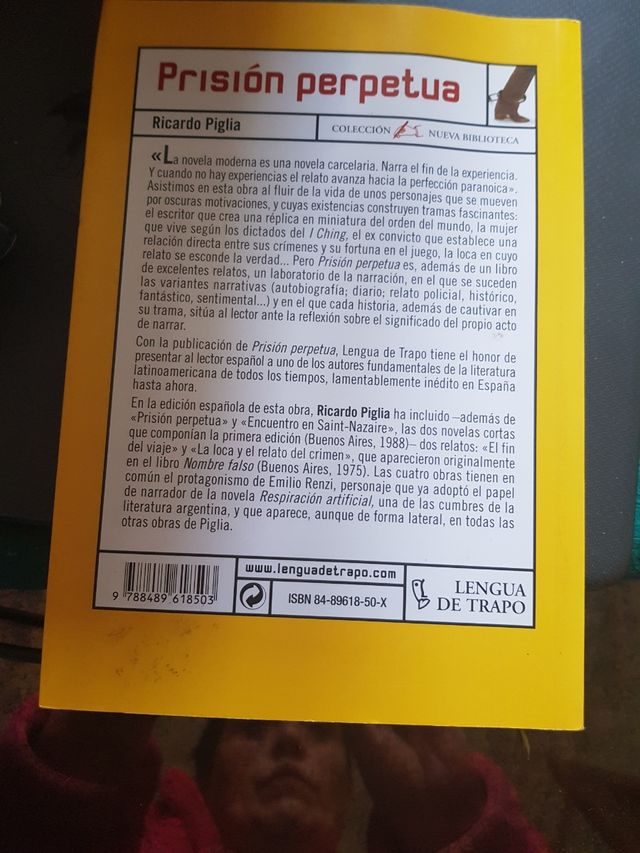 Prisión perpetua
Ricardo Piglia
COLECCIÓN NUEVA BIBLIOTECA
«La novela moderna es una novela carcelaria. Narra el fin de la experiencia.
Y cuando no hay experiencias el relato avanza hacia la perfección paranoica».
Asistimos en esta obra al fluir de la vida de unos personajes que se mueven
por oscuras motivaciones, y cuyas existencias construyen tramas fascinantes:
el escritor que crea una réplica en miniatura del orden del mundo, la mujer
que vive según los dictados del I Ching, el ex convicto que establece una
relación directa entre sus crímenes y su fortuna en el juego, la loca en cuyo
relato se esconde la verdad... Pero Prisión perpetua es, además de un libro
de excelentes relatos, un laboratorio de la narración, en el que se suceden
las variantes narrativas (autobiografía; diario; relato policial, histórico,
fantástico, sentimental...) y en el que cada historia, además de cautivar en
su trama, sitúa al lector ante la reflexión sobre el significado del propio acto
de narrar.
Con la publicación de Prisión perpetua, Lengua de Trapo tiene el honor de
presentar al lector español a uno de los autores fundamentales de la literatura
latinoamericana de todos los tiempos, lamentablemente inédito en España
hasta ahora.
En la edición española de esta obra, Ricardo Piglia ha incluido –además de
«Prisión perpetua» y «Encuentro en Saint-Nazaire», las dos novelas cortas
que componían la primera edición (Buenos Aires, 1988)– dos relatos: «El fin
del viaje» y «La loca y el relato del crimen», que aparecieron originalmente
en el libro Nombre falso (Buenos Aires, 1975). Las cuatro obras tienen en
común el protagonismo de Emilio Renzi, personaje que ya adoptó el papel
de narrador de la novela Respiración artificial, una de las cumbres de la
literatura argentina, y que aparece, aunque de forma lateral, en todas las
otras obras de Piglia.
www.lenguadetrapo.com
9 788489 618503
ISBN 84-89618-50-X
LENGUA
DE TRAPO